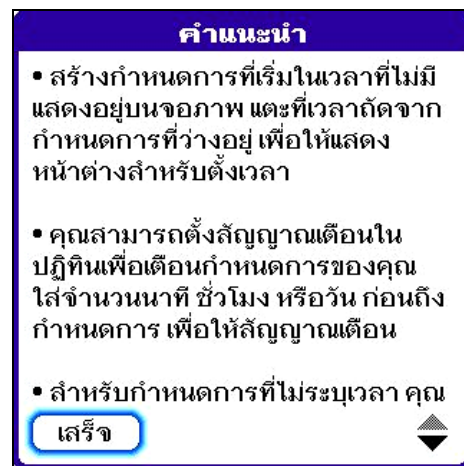 คำแนะนำ
• สร้างกำหนดการที่เริ่มในเวลาที่ไม่มี
แสดงอยู่บนจอภาพ แตะที่เวลาถัดจาก
กำหนดการที่ว่างอยู่ เพื่อให้แสดง
หน้าต่างสำหรับตั้งเวลา
• คุณสามารถตั้งสัญญาณเตือนใน
ปฏิทินเพื่อเตือนกำหนดการของคุณ
ใส่จำนวนนาที ชั่วโมง หรือวัน ก่อนถึง
กำหนดการ เพื่อให้สัญญาณเตือน
• สำหรับกำหนดการที่ไม่ระบุเวลา คุณ
เสร็จ